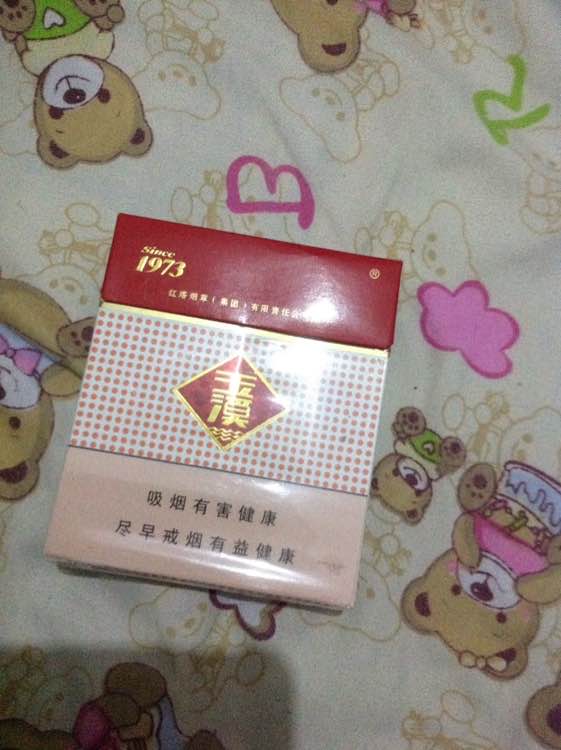 B
R
Since
1973
®
红塔烟草（集团）有限责任公
玉溪
吸烟有害健康
尽早戒烟有益健康